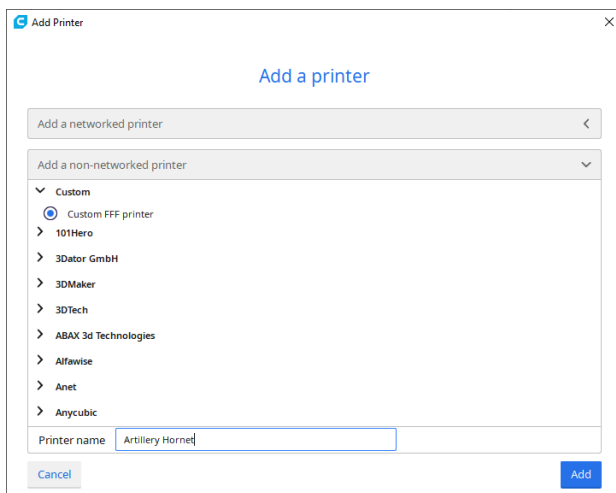 Add Printer
Add a printer
Add a networked printer
Add a non-networked printer
Custom
Custom FFF printer
101Hero
3Dator GmbH
3DMaker
3DTech
ABAX 3d Technologies
Alfawise
Anet
Anycubic
Printer name Artillery Hornet
Cancel Add